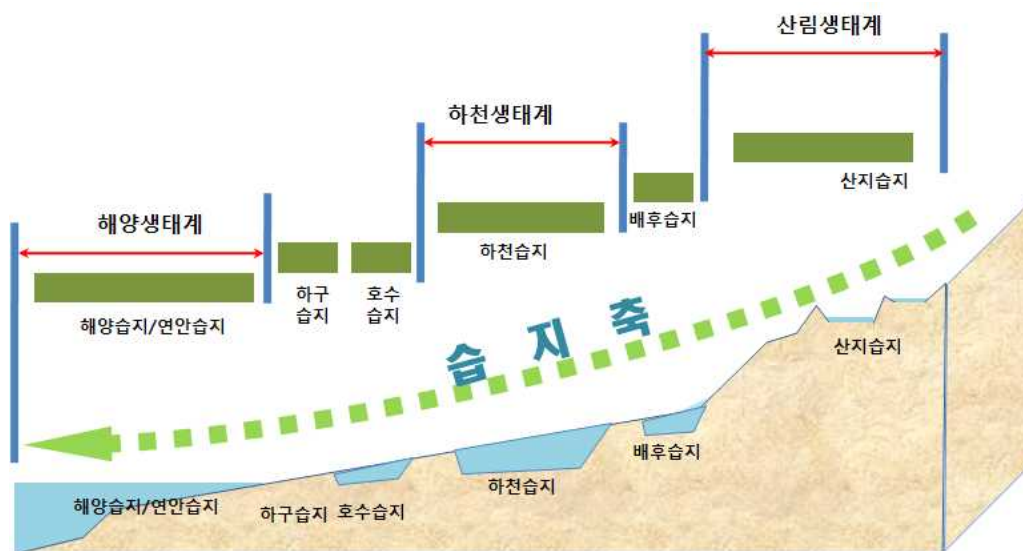 산림생태계
하천생태계
산지습지
해양생태계
배후습지
하천습지
하구
습지
호수
습지
해양습지/연안습지
습지축
산지습지
배후습지
하천습지
해양습지/연안습지
하구습지
호수습지